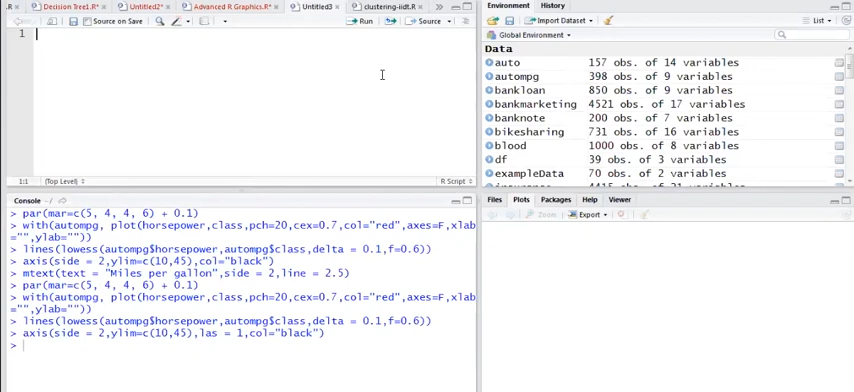 .R × Decision Tree1.R* × Untitled2* × Advanced R Graphics.R* × Untitled3 × clustering-iidt.R ×
Source on Save Run Source
1
1:1 (Top Level) R Script
Console ~/
> par(mar=c(5, 4, 4, 6) + 0.1)
> with(autompg, plot(horsepower,class,pch=20,cex=0.7,col="red",axes=F,xlab
="",ylab=""))
> lines(lowess(autompg$horsepower,autompg$class,delta = 0.1,f=0.6))
> axis(side = 2,ylim=c(10,45),col="black")
> mtext(text = "Miles per gallon",side = 2,line = 2.5)
> par(mar=c(5, 4, 4, 6) + 0.1)
> with(autompg, plot(horsepower,class,pch=20,cex=0.7,col="red",axes=F,xlab
="",ylab=""))
> lines(lowess(autompg$horsepower,autompg$class,delta = 0.1,f=0.6))
> axis(side = 2,ylim=c(10,45),las = 1,col="black")
>
Environment History
Import Dataset List
Global Environment
Data
auto 157 obs. of 14 variables
autompg 398 obs. of 9 variables
bankloan 850 obs. of 9 variables
bankmarketing 4521 obs. of 17 variables
banknote 200 obs. of 7 variables
bikesharing 731 obs. of 16 variables
blood 1000 obs. of 8 variables
df 39 obs. of 3 variables
exampleData 70 obs. of 2 variables
Files Plots Packages Help Viewer
Zoom Export